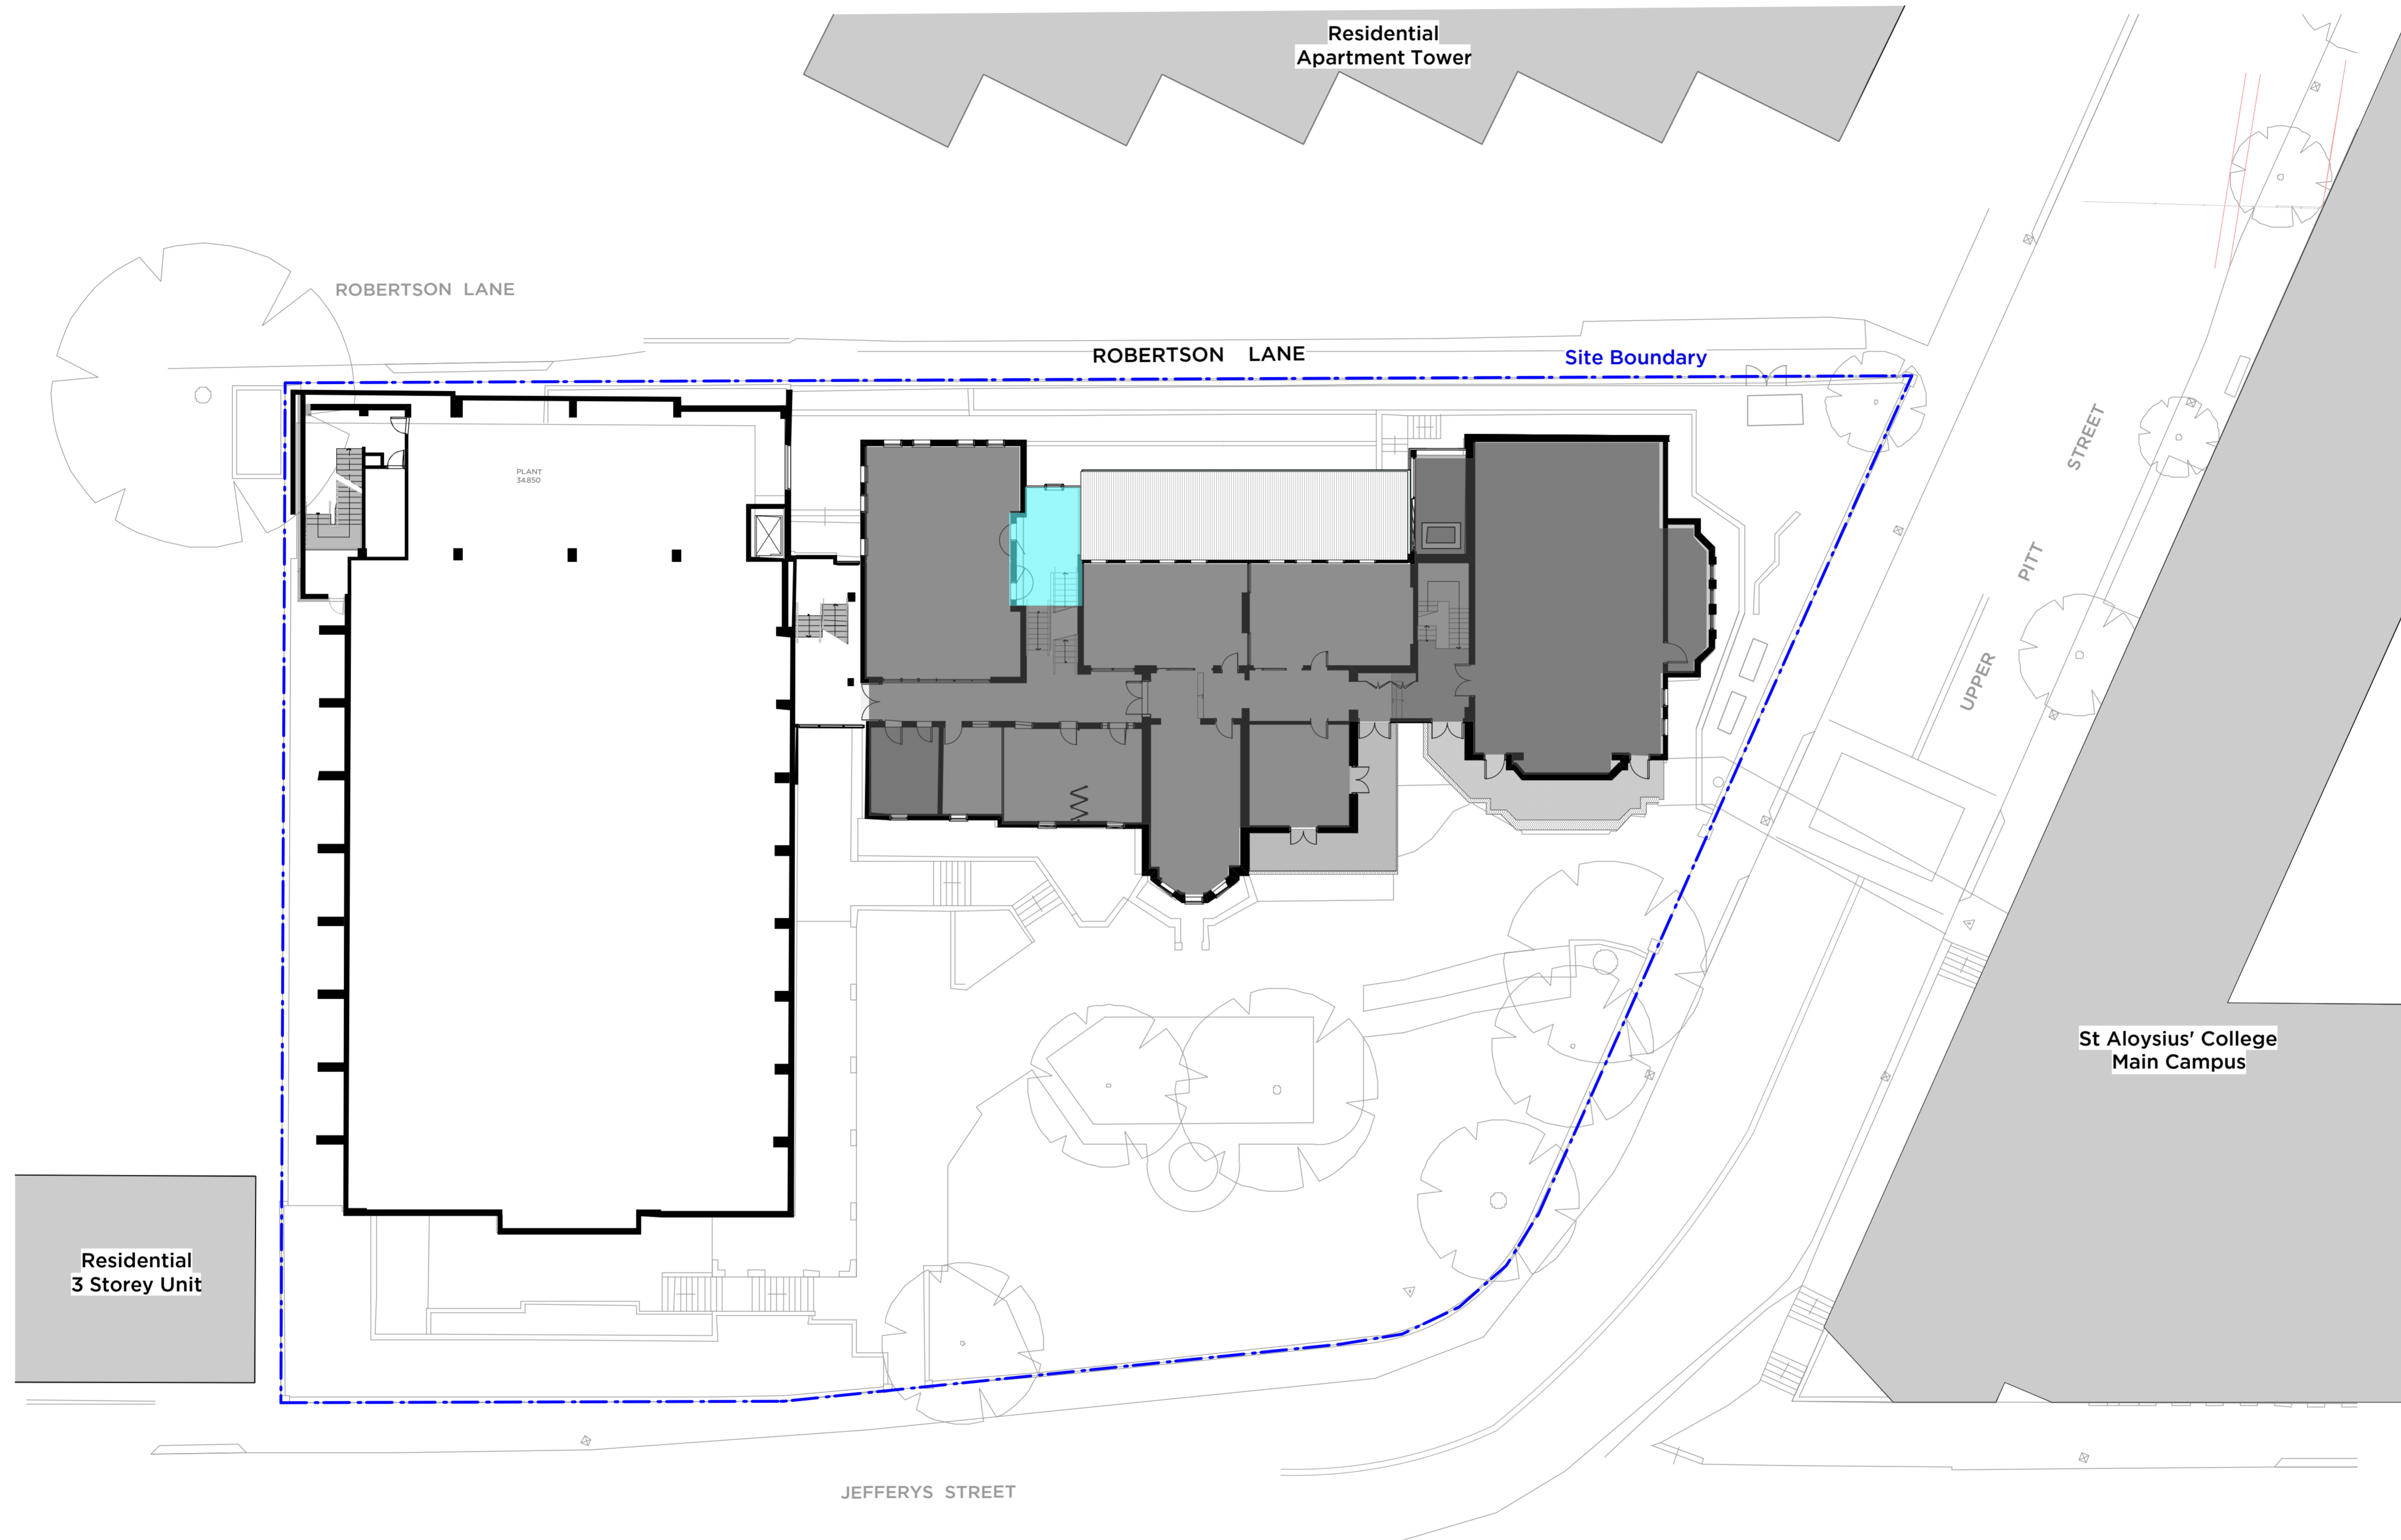 Residential
Apartment Tower
ROBERTSON LANE
ROBERTSON LANE
Site Boundary
PLANT
34.850
UPPER PITT STREET
St Aloysius' College
Main Campus
Residential
3 Storey Unit
JEFFERYS STREET